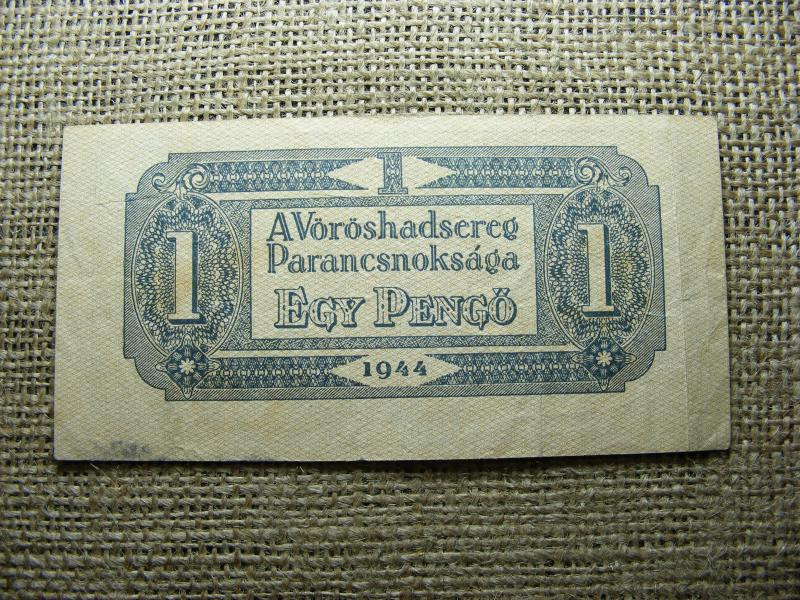 1
A Vöröshadsereg
Parancsnoksága
1
EGY PENGŐ
1
1944